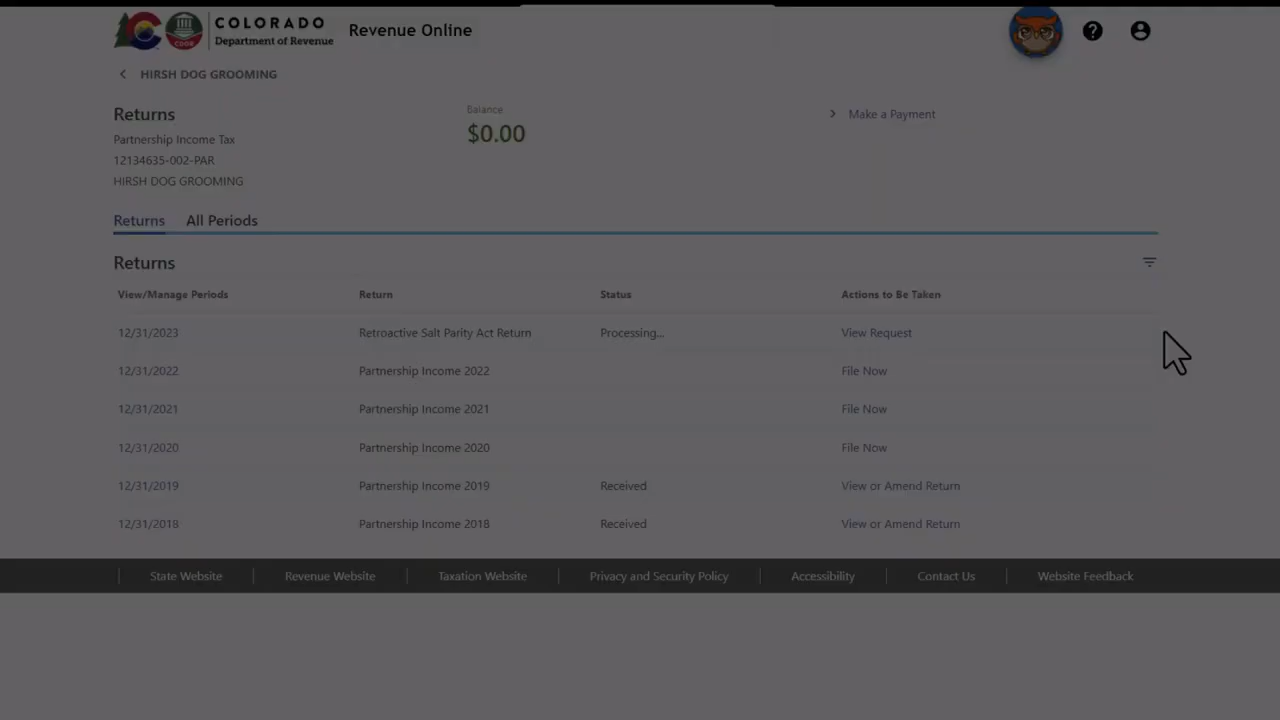 COLORADO
Department of Revenue
Revenue Online
CDOR
HIRSH DOG GROOMING
Returns
Partnership Income Tax
12134635-002-PAR
HIRSH DOG GROOMING
Balance
$0.00
Make a Payment
Returns All Periods
Returns
View/Manage Periods Return Status Actions to Be Taken
12/31/2023 Retroactive Salt Parity Act Return Processing... View Request
12/31/2022 Partnership Income 2022 File Now
12/31/2021 Partnership Income 2021 File Now
12/31/2020 Partnership Income 2020 File Now
12/31/2019 Partnership Income 2019 Received View or Amend Return
12/31/2018 Partnership Income 2018 Received View or Amend Return
State Website Revenue Website Taxation Website Privacy and Security Policy Accessibility Contact Us Website Feedback